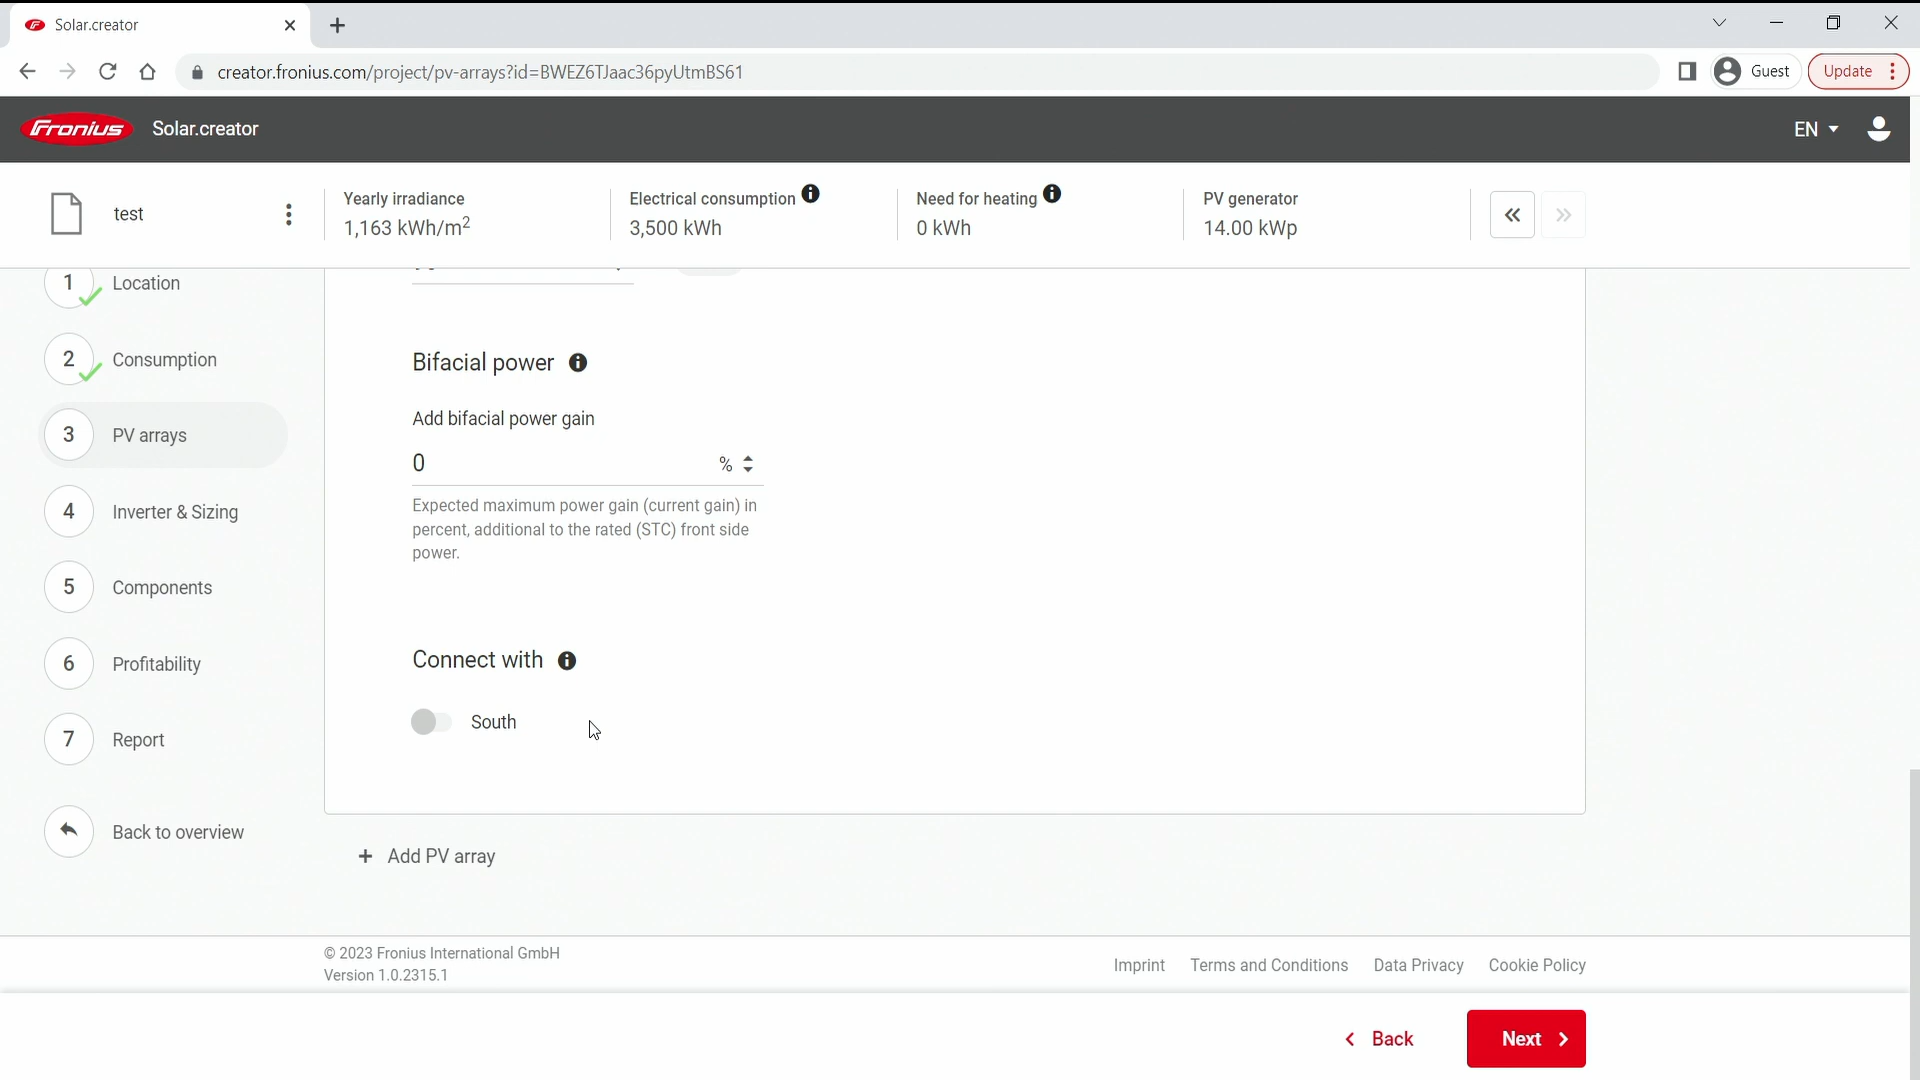 Solar.creator
creator.fronius.com/project/pv-arrays?id=BWEZ6TJaac36pyUtmBS61
Guest
Update
Fronius
Solar.creator
EN
test
Yearly irradiance
1,163 kWh/m²
Electrical consumption
3,500 kWh
Need for heating
0 kWh
PV generator
14.00 kWp
1 Location
2 Consumption
3 PV arrays
4 Inverter & Sizing
5 Components
6 Profitability
7 Report
Back to overview
Bifacial power
Add bifacial power gain
0 %
Expected maximum power gain (current gain) in
percent, additional to the rated (STC) front side
power.
Connect with
South
+ Add PV array
© 2023 Fronius International GmbH
Version 1.0.2315.1
Imprint
Terms and Conditions
Data Privacy
Cookie Policy
Back
Next